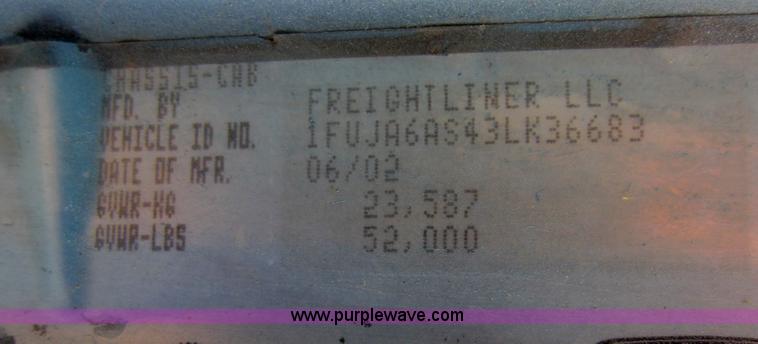 CHASSIS-CAB
MFD. BY FREIGHTLINER LLC
VEHICLE ID NO. 1FUJA6AS43LK36683
DATE OF MFR. 06/02
GVWR-KG 23,587
GVWR-LBS 52,000
www.purplewave.com